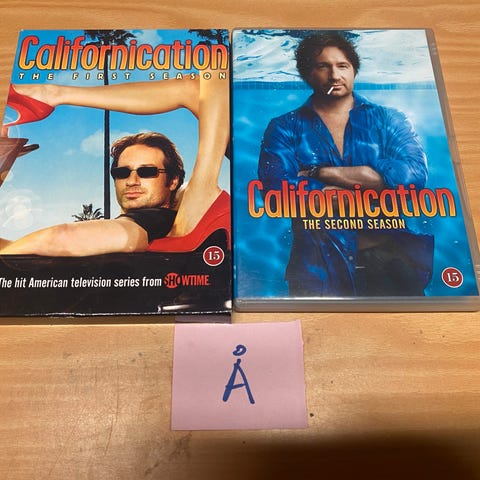 Californication
THE FIRST SEASON
15
The hit American television series from SHOWTIME
Californication
THE SECOND SEASON
15
Å